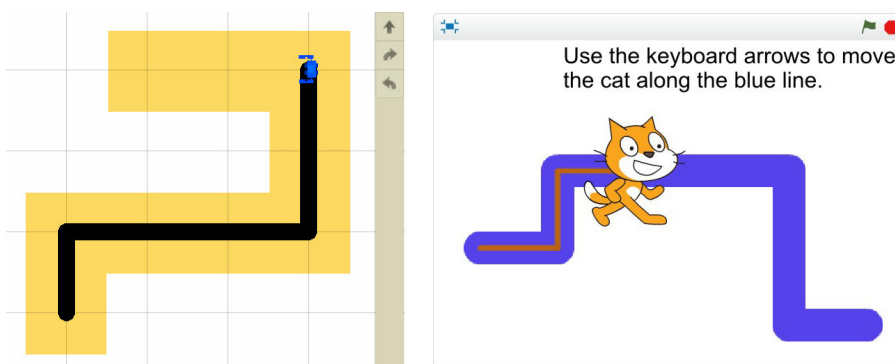 Use the keyboard arrows to move
the cat along the blue line.